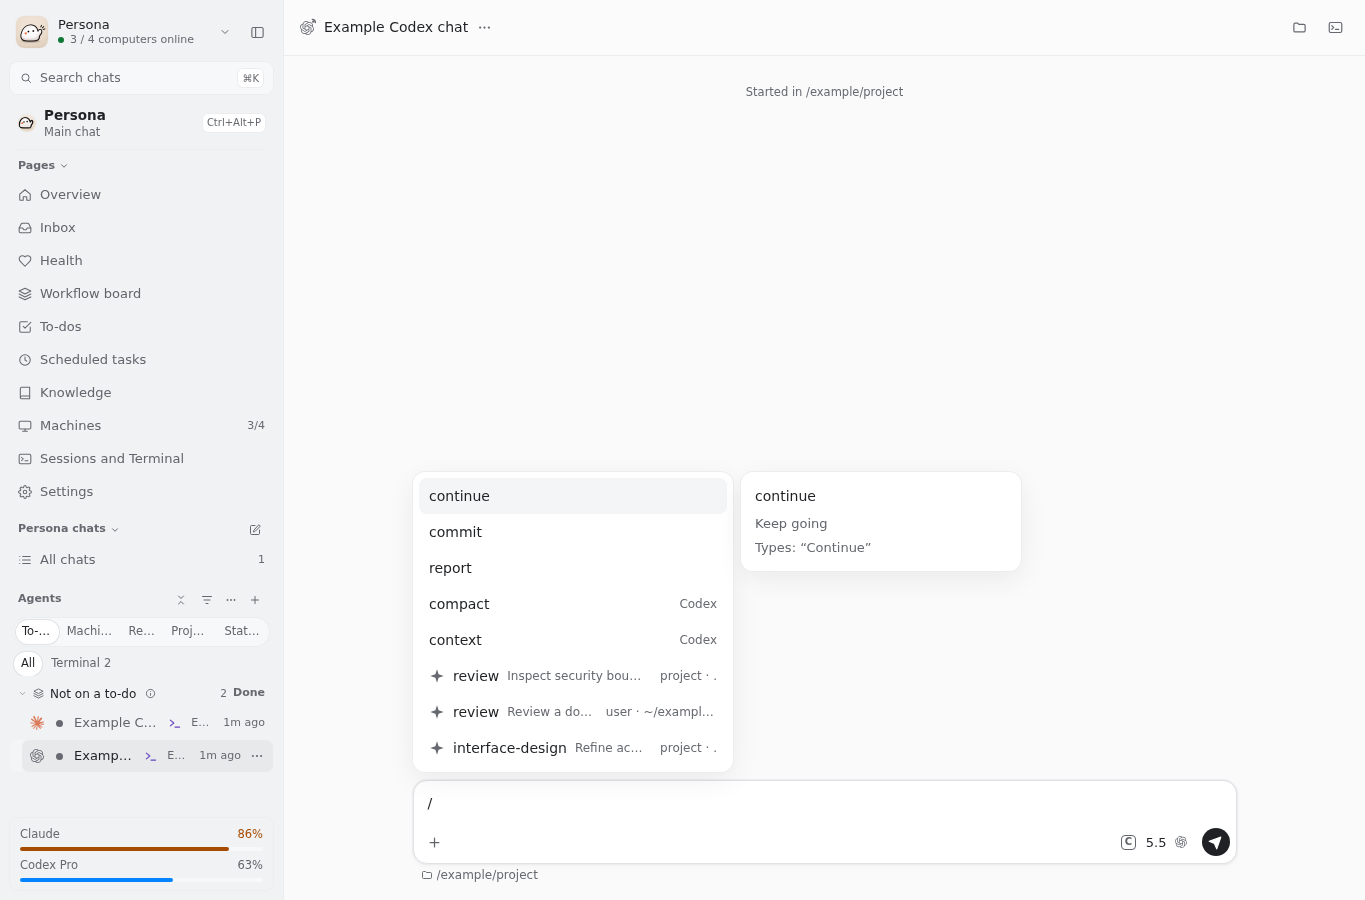 Persona
3 / 4 computers online
Search chats
⌘K
Persona
Main chat
Ctrl+Alt+P
Pages
Overview
Inbox
Health
Workflow board
To-dos
Scheduled tasks
Knowledge
Machines 3/4
Sessions and Terminal
Settings
Persona chats
All chats 1
Agents
To-... Machi... Re... Proj... Stat...
All Terminal 2
Not on a to-do 2 Done
Example C... E... 1m ago
Examp... E... 1m ago
Claude 86%
Codex Pro 63%
Example Codex chat
Started in /example/project
continue
commit
report
compact Codex
context Codex
review Inspect security bou... project · .
review Review a do... user · ~/exampl...
interface-design Refine ac... project · .
continue
Keep going
Types: “Continue”
/
C 5.5
/example/project